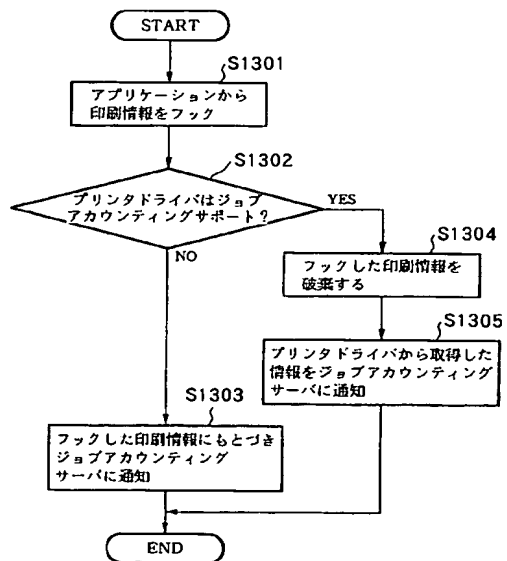 START
S1301
アプリケーションから
印刷情報をフック
S1302
プリンタドライバはジョブ
アカウンティングサポート?
YES
NO
S1304
フックした印刷情報を
破棄する
S1305
プリンタドライバから取得した
情報をジョブアカウンティング
サーバに通知
S1303
フックした印刷情報にもとづき
ジョブアカウンティング
サーバに通知
END